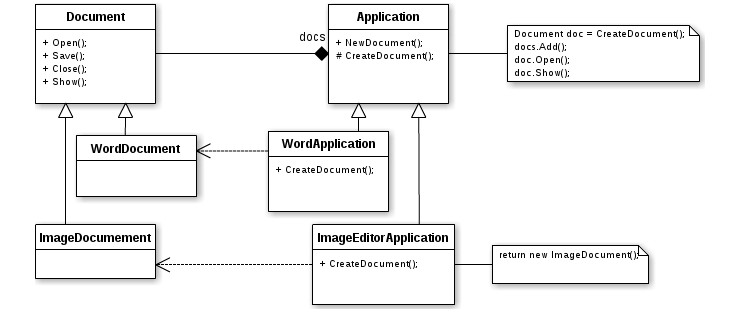 Document
+ Open();
+ Save();
+ Close();
+ Show();
docs
Application
+ NewDocument();
# CreateDocument();
Document doc = CreateDocument();
docs.Add();
doc.Open();
doc.Show();
WordDocument
WordApplication
+ CreateDocument();
ImageDocumement
ImageEditorApplication
+ CreateDocument();
return new ImageDocument();